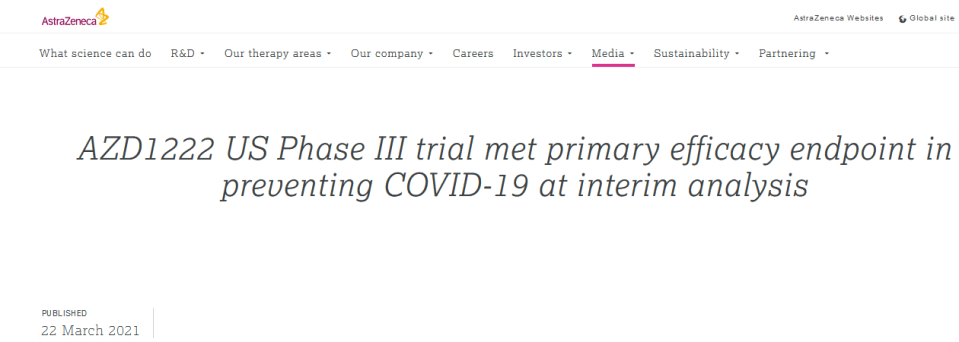 AstraZeneca
AstraZeneca Websites Global site
What science can do R&D Our therapy areas Our company Careers Investors Media Sustainability Partnering
AZD1222 US Phase III trial met primary efficacy endpoint in
preventing COVID-19 at interim analysis
PUBLISHED
22 March 2021